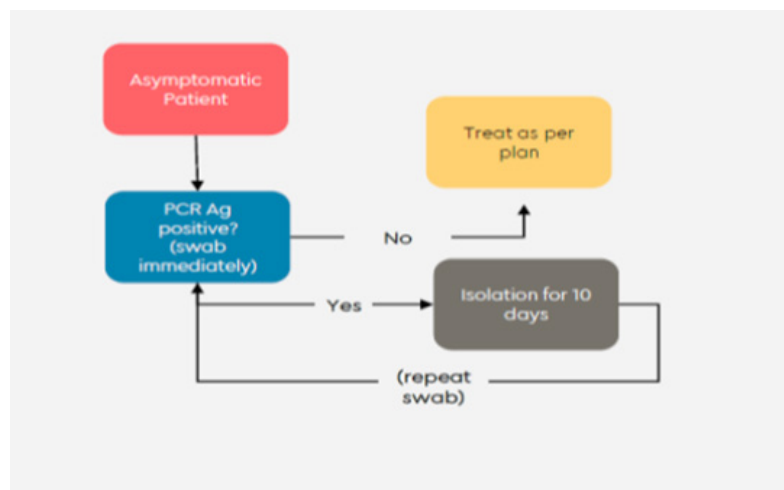 Asymptomatic
Patient
Treat as per
plan
PCR Ag
positive?
(swab
immediately)
No
Isolation for 10
days
Yes
(repeat
swab)